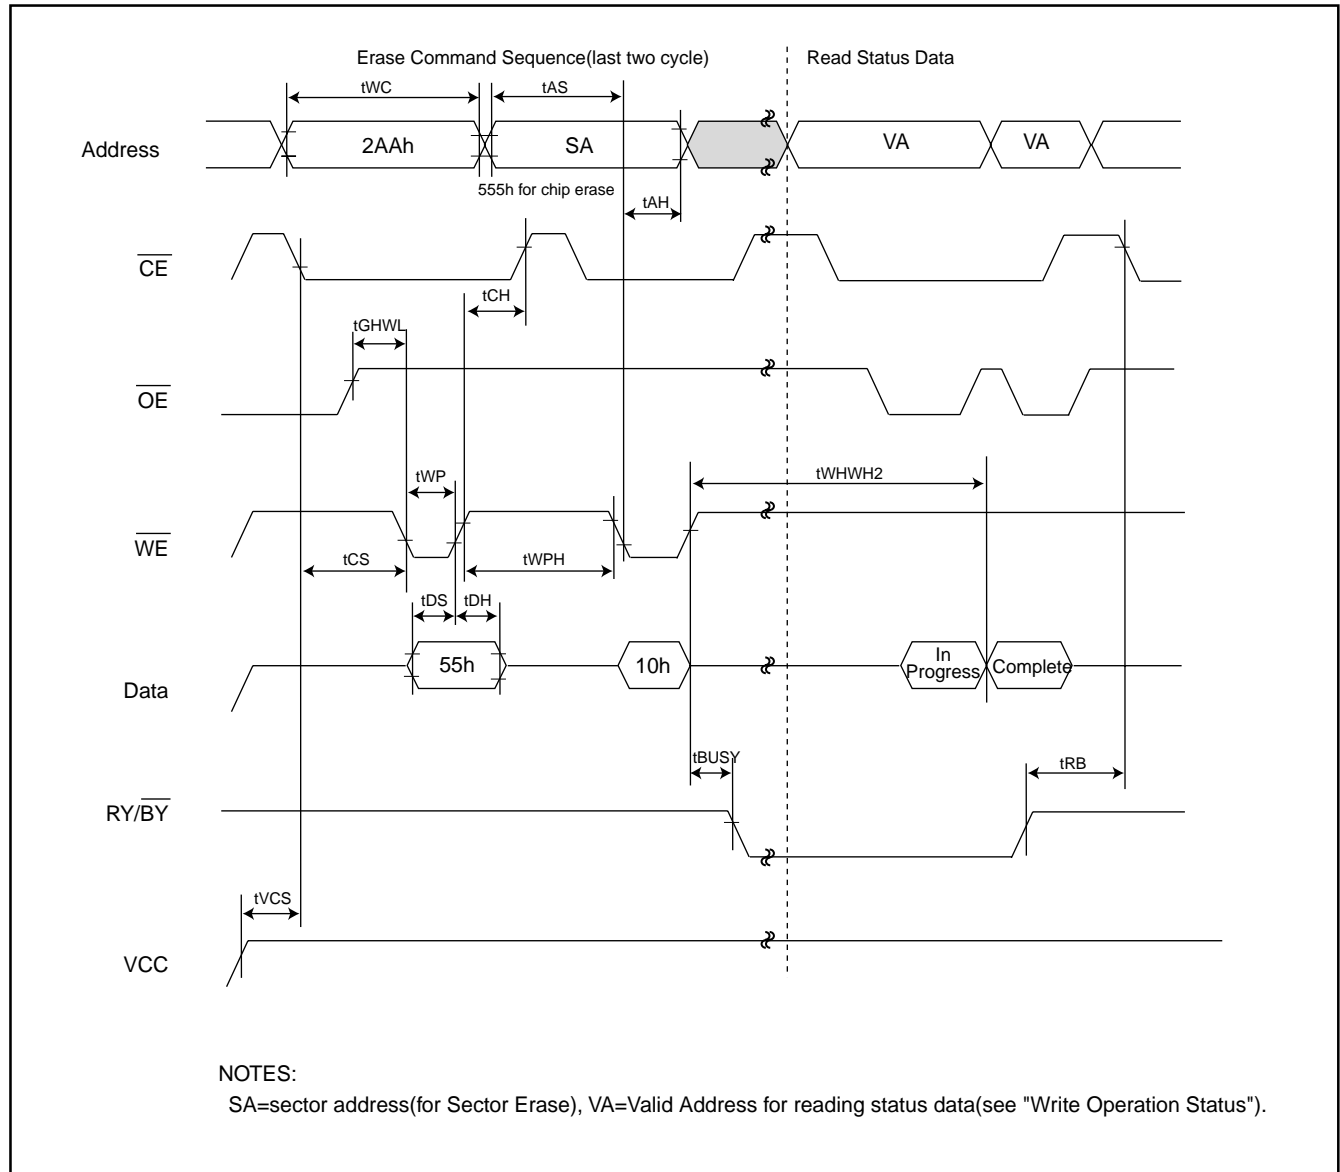 Erase Command Sequence(last two cycle)
Read Status Data
tWC
tAS
Address
2AAh
SA
VA
VA
555h for chip erase
tAH
CE
tCH
tGHWL
OE
tWP
tWHWH2
WE
tCS
tWPH
tDS
tDH
55h
10h
In
Progress
Complete
Data
tBUSY
tRB
RY/BY
tVCS
VCC
NOTES:
SA=sector address(for Sector Erase), VA=Valid Address for reading status data(see "Write Operation Status").